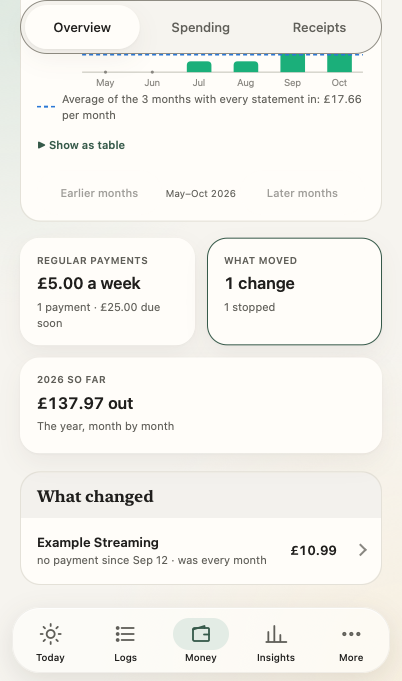 Overview
Spending
Receipts
May
Jun
Jul
Aug
Sep
Oct
Average of the 3 months with every statement in: £17.66
per month
Show as table
Earlier months
May–Oct 2026
Later months
REGULAR PAYMENTS
£5.00 a week
1 payment · £25.00 due
soon
WHAT MOVED
1 change
1 stopped
2026 SO FAR
£137.97 out
The year, month by month
What changed
Example Streaming
no payment since Sep 12 · was every month
£10.99
Today
Logs
Money
Insights
More